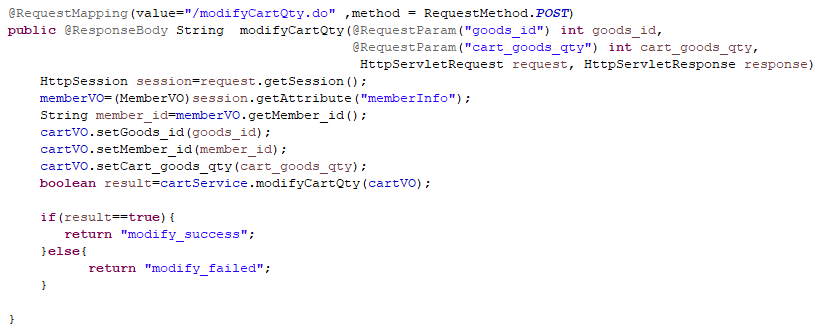 @RequestMapping(value="/modifyCartQty.do" ,method = RequestMethod.POST)
public @ResponseBody String  modifyCartQty(@RequestParam("goods_id") int goods_id,
                                           @RequestParam("cart_goods_qty") int cart_goods_qty,
                                            HttpServletRequest request, HttpServletResponse response)
    HttpSession session=request.getSession();
    memberVO=(MemberVO)session.getAttribute("memberInfo");
    String member_id=memberVO.getMember_id();
    cartVO.setGoods_id(goods_id);
    cartVO.setMember_id(member_id);
    cartVO.setCart_goods_qty(cart_goods_qty);
    boolean result=cartService.modifyCartQty(cartVO);
    if(result==true){
       return "modify_success";
    }else{
          return "modify_failed";
    }
}